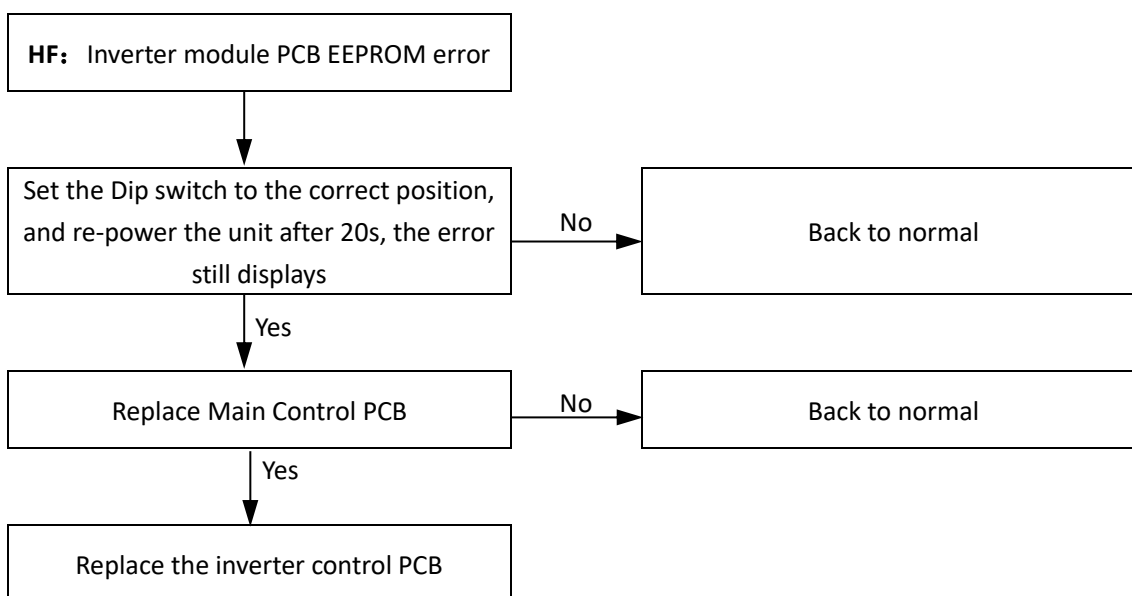 HF： Inverter module PCB EEPROM error
Set the Dip switch to the correct position,
and re-power the unit after 20s, the error
still displays
No
Back to normal
Yes
Replace Main Control PCB
No
Back to normal
Yes
Replace the inverter control PCB